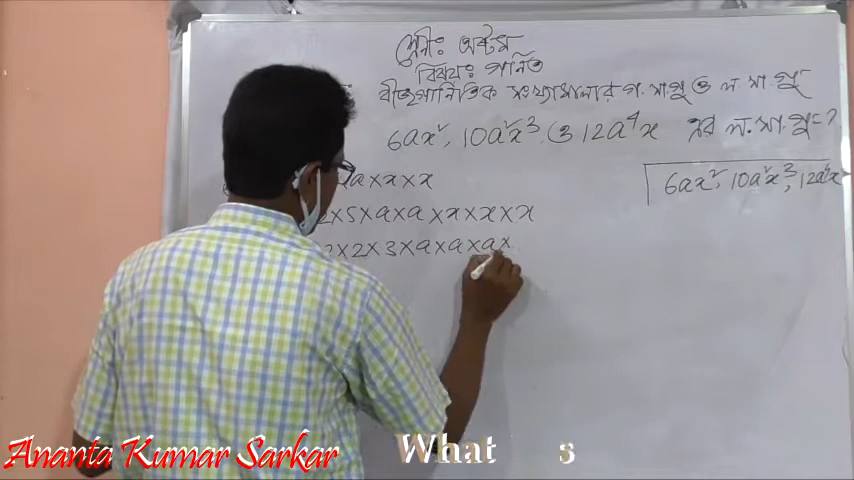 শ্রেণীঃ অষ্টম
বিষয়ঃ গনিত
বীজগানিতিক সংখ্যামালার গ.সা.গু ও ল.সা.গু
6ax², 10a²x³ ও 12a⁴x এর ল.সা.গু=?
6ax², 10a²x³, 12a⁴x
a×x×x
2×5×a×a×x×x×x
2×2×3×a×a×a×
Ananta Kumar Sarkar
What s